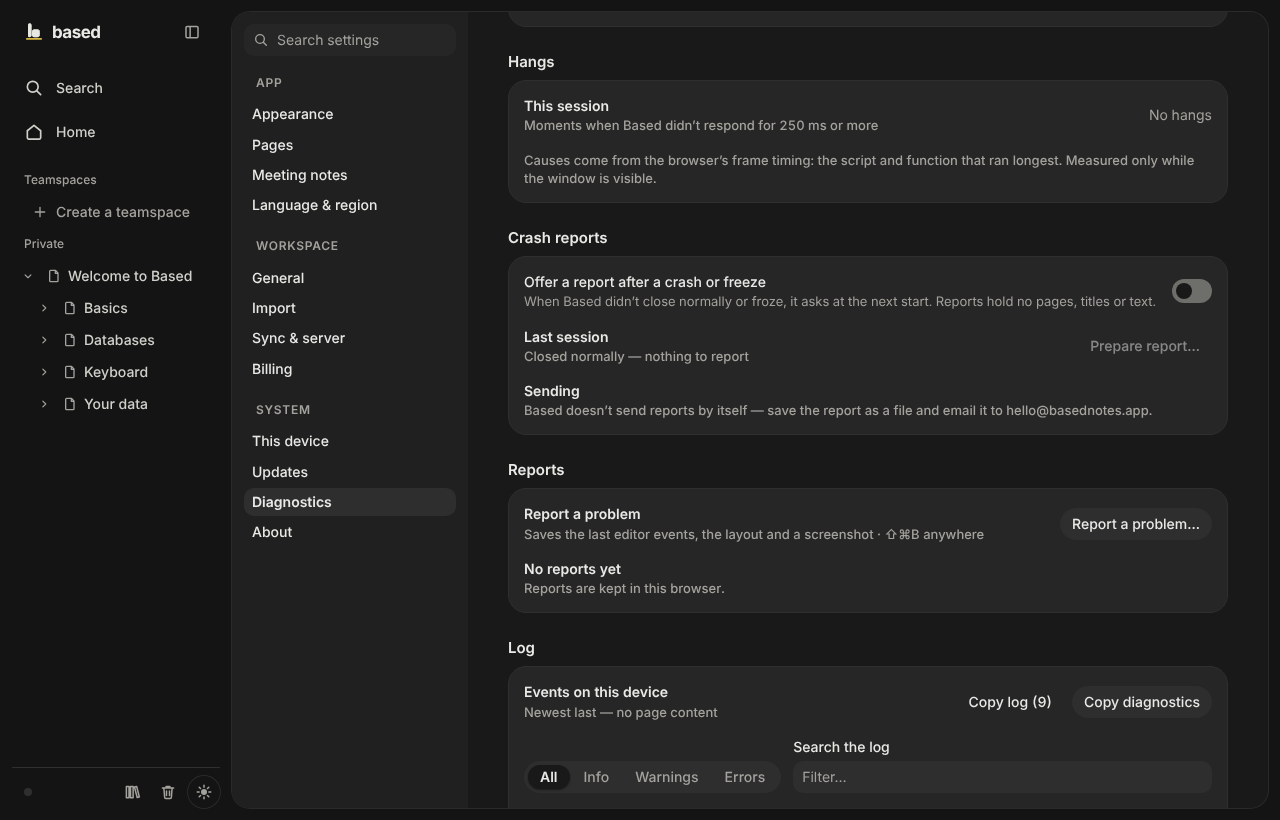 based
Search
Home
Teamspaces
Create a teamspace
Private
Welcome to Based
Basics
Databases
Keyboard
Your data
Search settings
APP
Appearance
Pages
Meeting notes
Language & region
WORKSPACE
General
Import
Sync & server
Billing
SYSTEM
This device
Updates
Diagnostics
About
Hangs
This session
Moments when Based didn’t respond for 250 ms or more
No hangs
Causes come from the browser’s frame timing: the script and function that ran longest. Measured only while
the window is visible.
Crash reports
Offer a report after a crash or freeze
When Based didn’t close normally or froze, it asks at the next start. Reports hold no pages, titles or text.
Last session
Closed normally — nothing to report
Prepare report...
Sending
Based doesn’t send reports by itself — save the report as a file and email it to hello@basednotes.app.
Reports
Report a problem
Saves the last editor events, the layout and a screenshot · ⇧⌘B anywhere
Report a problem...
No reports yet
Reports are kept in this browser.
Log
Events on this device
Newest last — no page content
Copy log (9)
Copy diagnostics
Search the log
All
Info
Warnings
Errors
Filter...